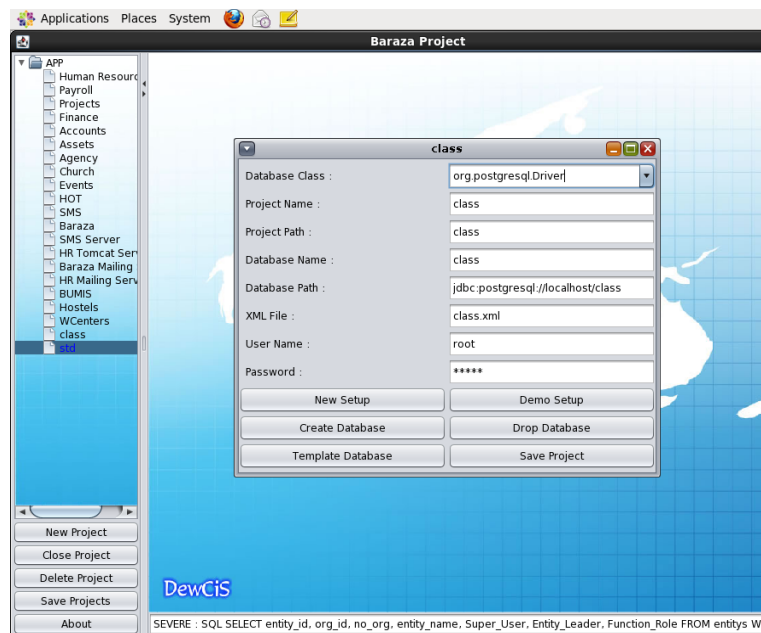 Applications Places System
Baraza Project
APP
Human Resourc
Payroll
Projects
Finance
Accounts
Assets
Agency
Church
Events
HOT
SMS
Baraza
SMS Server
HR Tomcat Serv
Baraza Mailing
HR Mailing Serv
BUMIS
Hostels
WCenters
class
std
New Project
Close Project
Delete Project
Save Projects
About
class
Database Class : org.postgresql.Driver
Project Name : class
Project Path : class
Database Name : class
Database Path : jdbc:postgresql://localhost/class
XML File : class.xml
User Name : root
Password : *****
New Setup Demo Setup
Create Database Drop Database
Template Database Save Project
DewCiS
SEVERE : SQL SELECT entity_id, org_id, no_org, entity_name, Super_User, Entity_Leader, Function_Role FROM entitys W